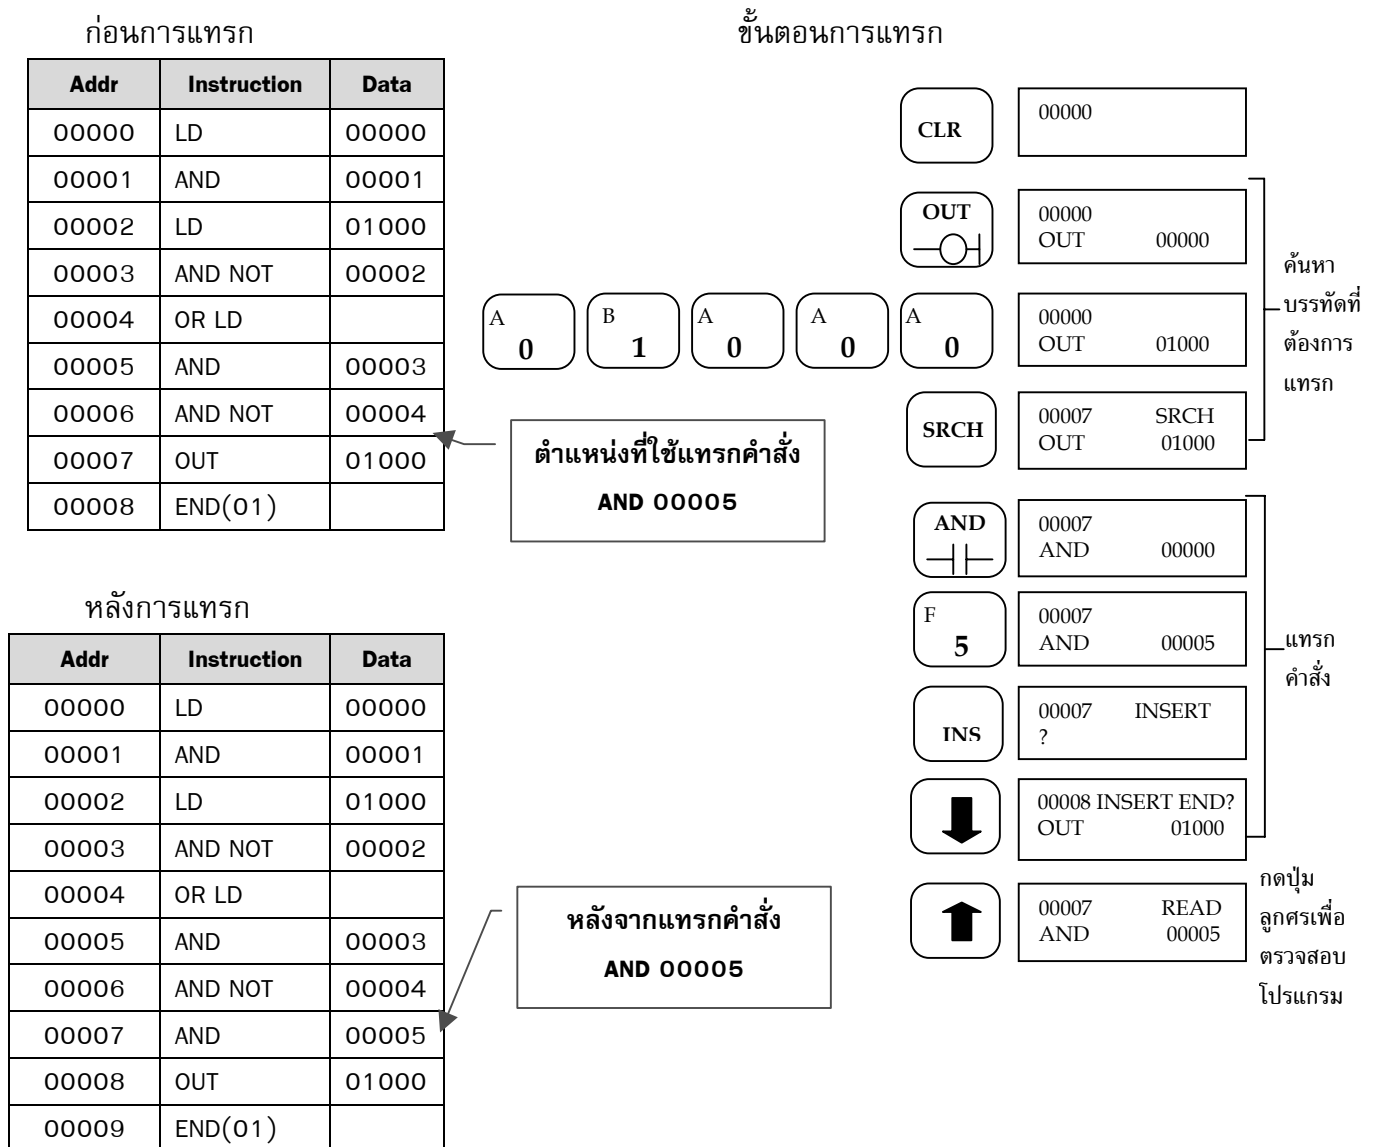 ก่อนการแทรก
Addr Instruction Data
00000 LD 00000
00001 AND 00001
00002 LD 01000
00003 AND NOT 00002
00004 OR LD
00005 AND 00003
00006 AND NOT 00004
00007 OUT 01000
00008 END(01)
ตำแหน่งที่ใช้แทรกคำสั่ง
AND 00005
หลังการแทรก
Addr Instruction Data
00000 LD 00000
00001 AND 00001
00002 LD 01000
00003 AND NOT 00002
00004 OR LD
00005 AND 00003
00006 AND NOT 00004
00007 AND 00005
00008 OUT 01000
00009 END(01)
หลังจากแทรกคำสั่ง
AND 00005
ขั้นตอนการแทรก
CLR
00000
OUT
00000
OUT 00000
A B A A A
0 1 0 0 0
00000
OUT 01000
SRCH
00007 SRCH
OUT 01000
ค้นหา
บรรทัดที่
ต้องการ
แทรก
AND
00007
AND 00000
F
5
00007
AND 00005
INS
00007 INSERT
?
00008 INSERT END?
OUT 01000
แทรก
คำสั่ง
00007 READ
AND 00005
กดปุ่ม
ลูกศรเพื่อ
ตรวจสอบ
โปรแกรม